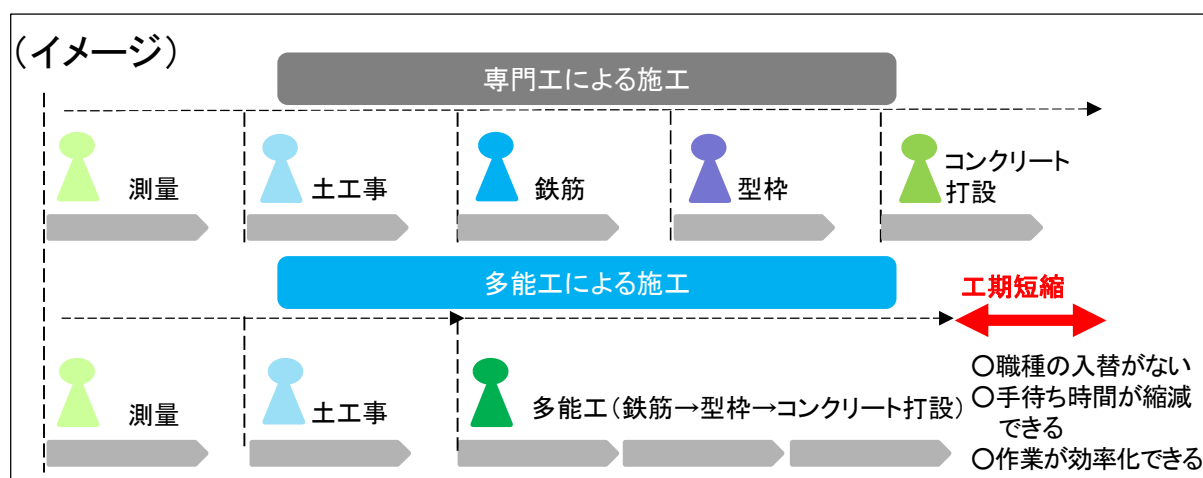 (イメージ)
専門工による施工
測量
土工事
鉄筋
型枠
コンクリート
打設
多能工による施工
工期短縮
測量
土工事
多能工(鉄筋→型枠→コンクリート打設)
〇職種の入替がない
〇手待ち時間が縮減
できる
〇作業が効率化できる